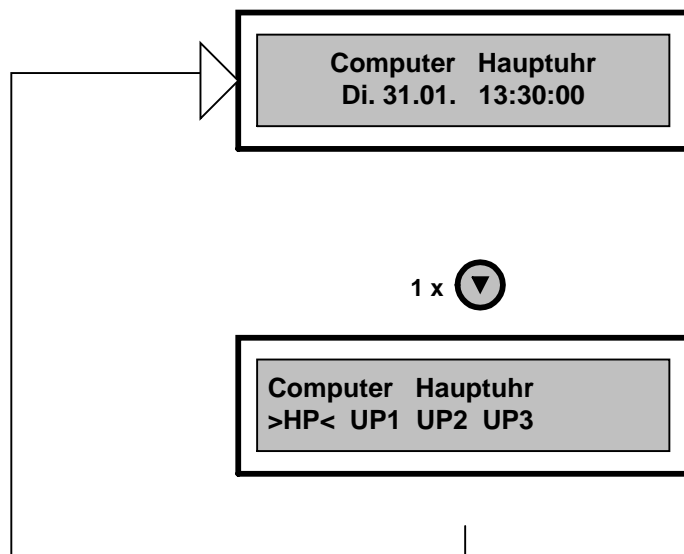 Computer Hauptuhr
Di. 31.01. 13:30:00
1 x
Computer Hauptuhr
>HP< UP1 UP2 UP3